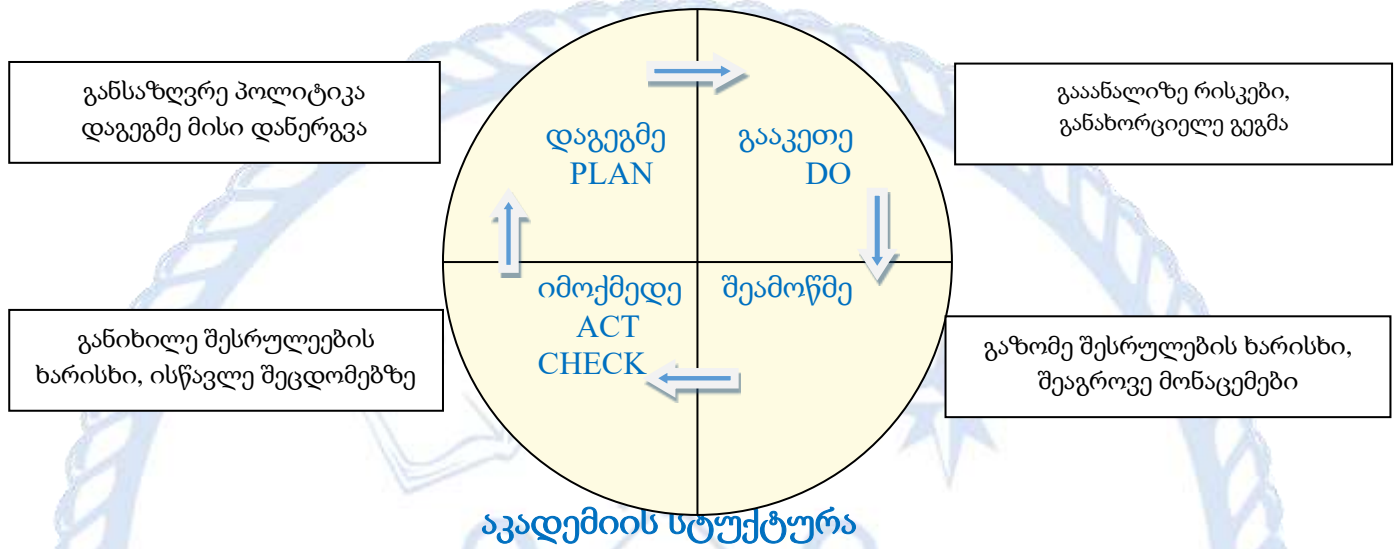 განსაზღვრე პოლიტიკა
დაგეგმე მისი დანერგვა
დაგეგმე
PLAN
გააკეთე
DO
გააანალიზე რისკები,
განახორციელე გეგმა
განიხილე შესრულეების
ხარისხი, ისწავლე შეცდომებზე
იმოქმედე
ACT
CHECK
შეამოწმე
გაზომე შესრულების ხარისხი,
შეაგროვე მონაცემები
აკადემიის სტუქტურა